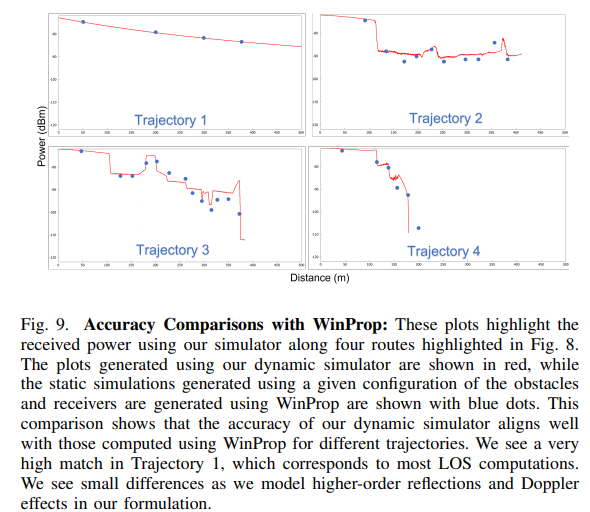 Power (dBm)
Trajectory 1
Trajectory 2
Trajectory 3
Trajectory 4
Distance (m)
Fig. 9. Accuracy Comparisons with WinProp: These plots highlight the
received power using our simulator along four routes highlighted in Fig. 8.
The plots generated using our dynamic simulator are shown in red, while
the static simulations generated using a given configuration of the obstacles
and receivers are generated using WinProp are shown with blue dots. This
comparison shows that the accuracy of our dynamic simulator aligns well
with those computed using WinProp for different trajectories. We see a very
high match in Trajectory 1, which corresponds to most LOS computations.
We see small differences as we model higher-order reflections and Doppler
effects in our formulation.